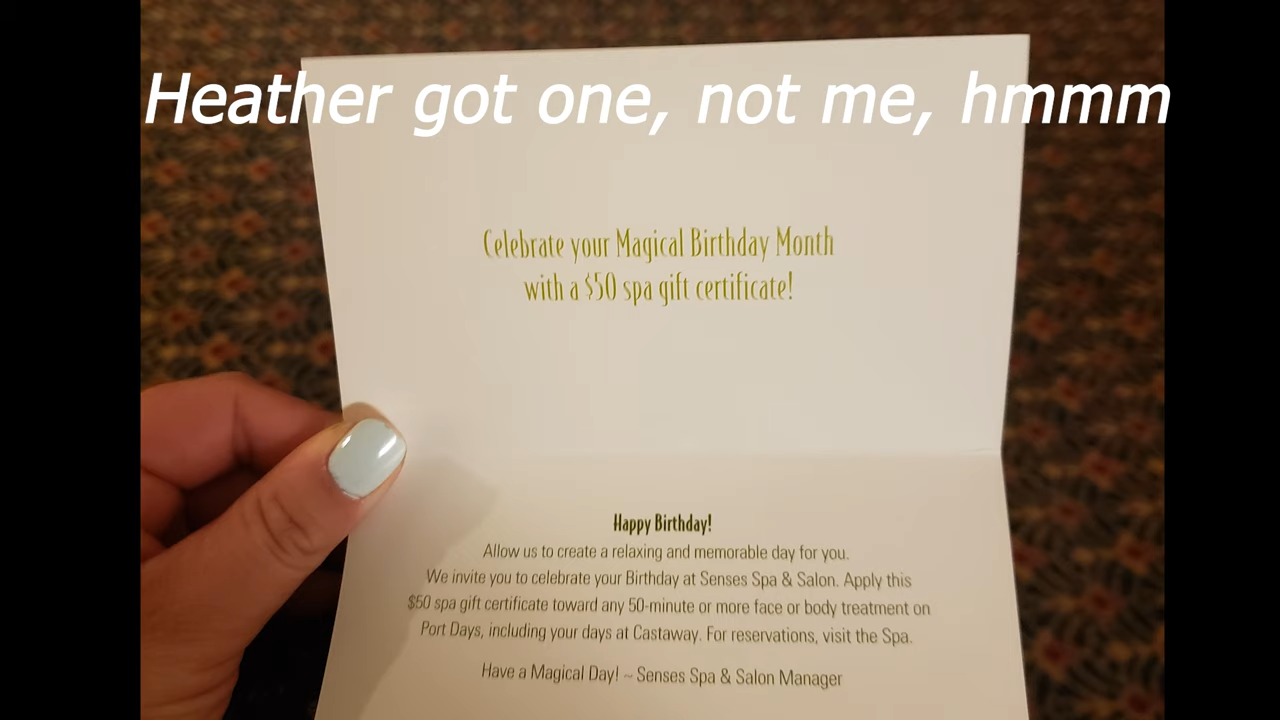 Heather got one, not me, hmmm
Celebrate your Magical Birthday Month
with a $50 spa gift certificate!
Happy Birthday!
Allow us to create a relaxing and memorable day for you.
We invite you to celebrate your Birthday at Senses Spa & Salon. Apply this
$50 spa gift certificate toward any 50-minute or more face or body treatment on
Port Days, including your days at Castaway. For reservations, visit the Spa.
Have a Magical Day! ~ Senses Spa & Salon Manager